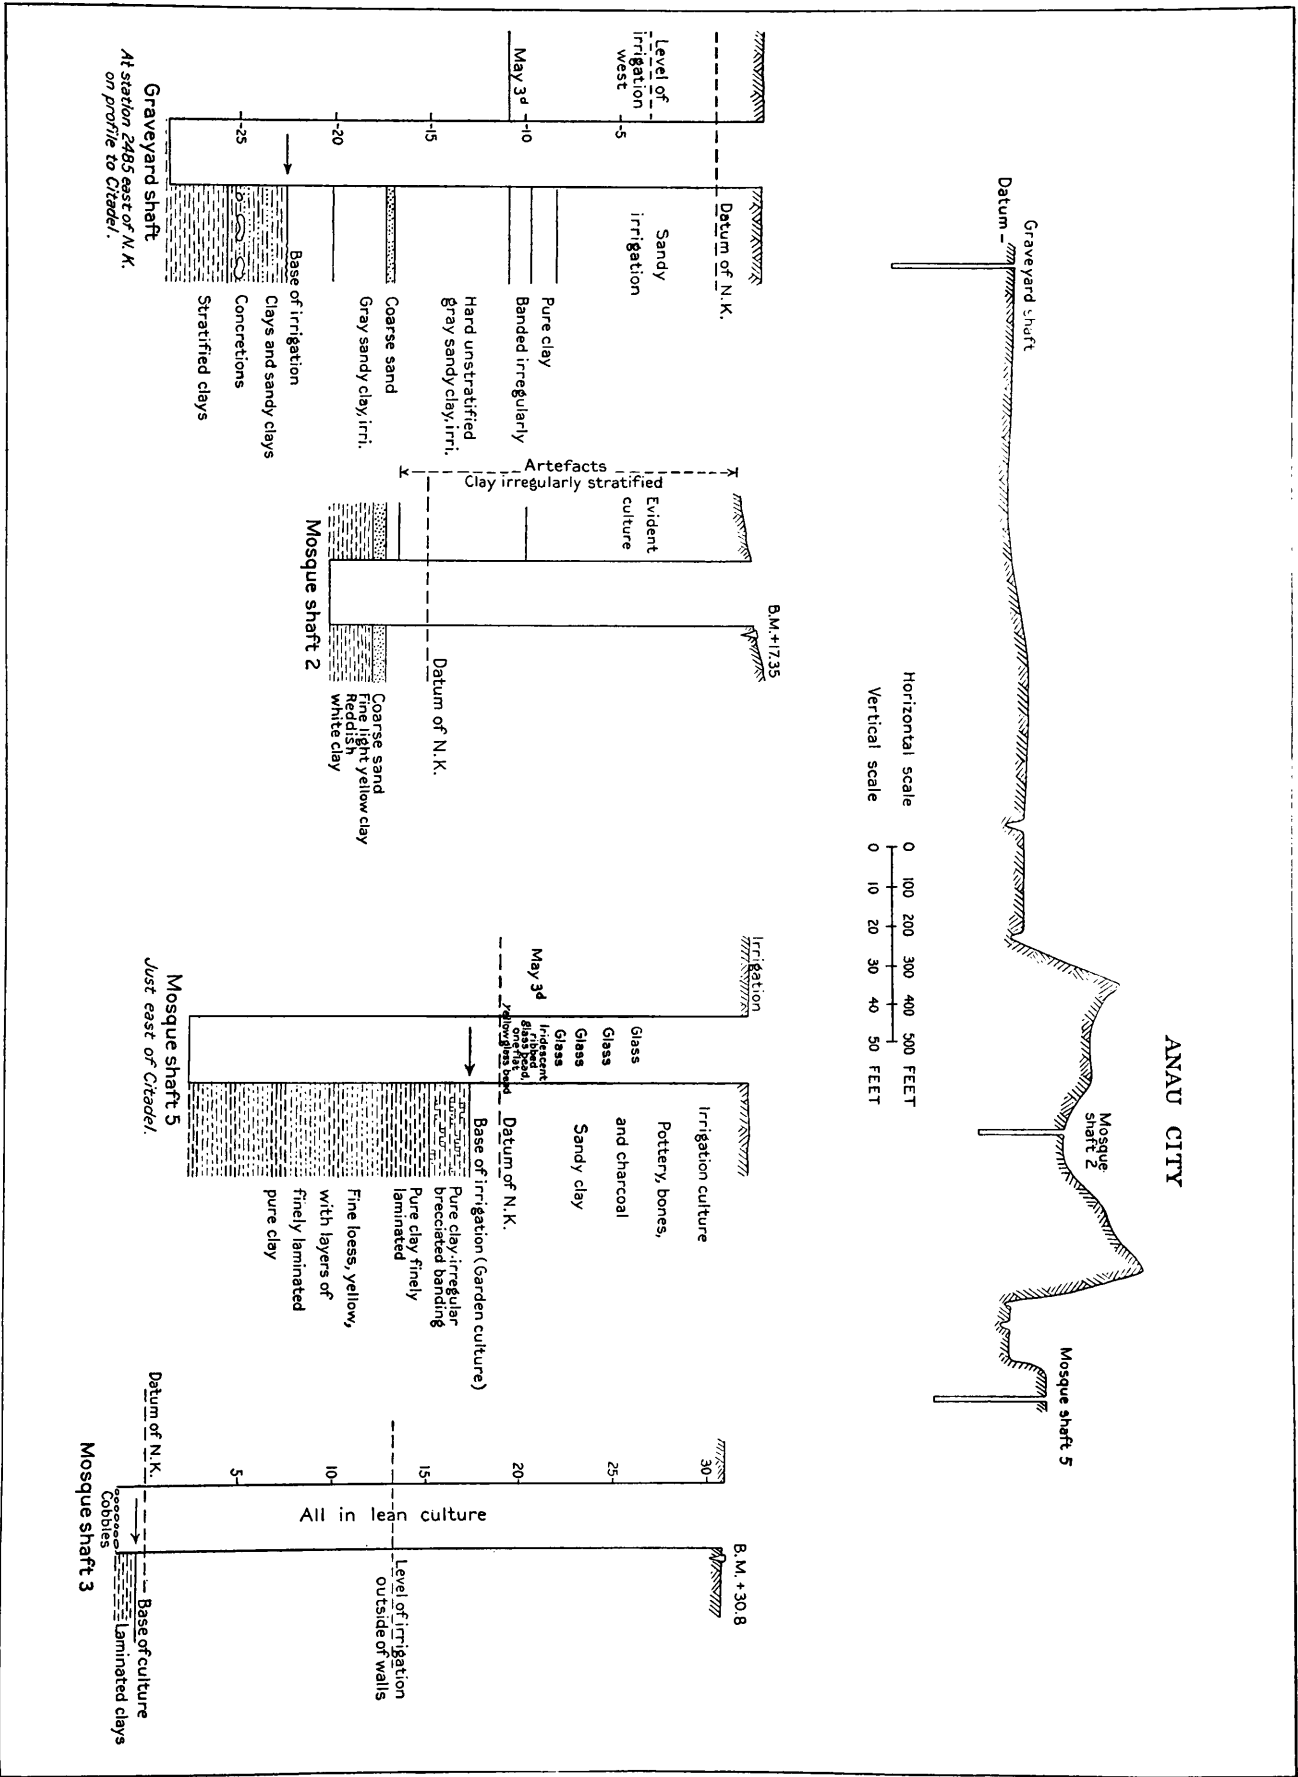 ANAU CITY
Graveyard shaft
Datum
Mosque
shaft 2
Mosque shaft 5
Horizontal scale
0 100 200 300 400 500 FEET
Vertical scale
0 10 20 30 40 50 FEET
Level of
irrigation
west
May 3d
-5
-10
-15
-20
-25
Datum of N.K.
Sandy
irrigation
Pure clay
Banded irregularly
Hard unstratified
gray sandy clay, irri.
Coarse sand
Gray sandy clay, irri.
Base of irrigation
Clays and sandy clays
Concretions
Stratified clays
Graveyard shaft
At station 2485 east of N.K.
on profile to Citadel.
B.M.+17.35
Artefacts
Clay irregularly stratified
Evident
culture
Datum of N.K.
Coarse sand
Fine light yellow clay
Reddish
white clay
Mosque shaft 2
Irrigation
May 3d
Glass
Glass
Glass
Glass
Iridescent
ribbed
glass bead,
one flat
yellow glass bead
Irrigation culture
Pottery, bones,
and charcoal
Sandy clay
Datum of N.K.
Base of irrigation (Garden culture)
Pure clay-irregular
brecciated banding
Pure clay finely
laminated
Fine loess, yellow,
with layers of
finely laminated
pure clay
Mosque shaft 5
Just east of Citadel.
B.M. +30.8
30-
25-
20-
15-
10-
5-
All in lean culture
Level of irrigation
outside of walls
Datum of N.K.
Base of culture
Cobbles
Laminated clays
Mosque shaft 3